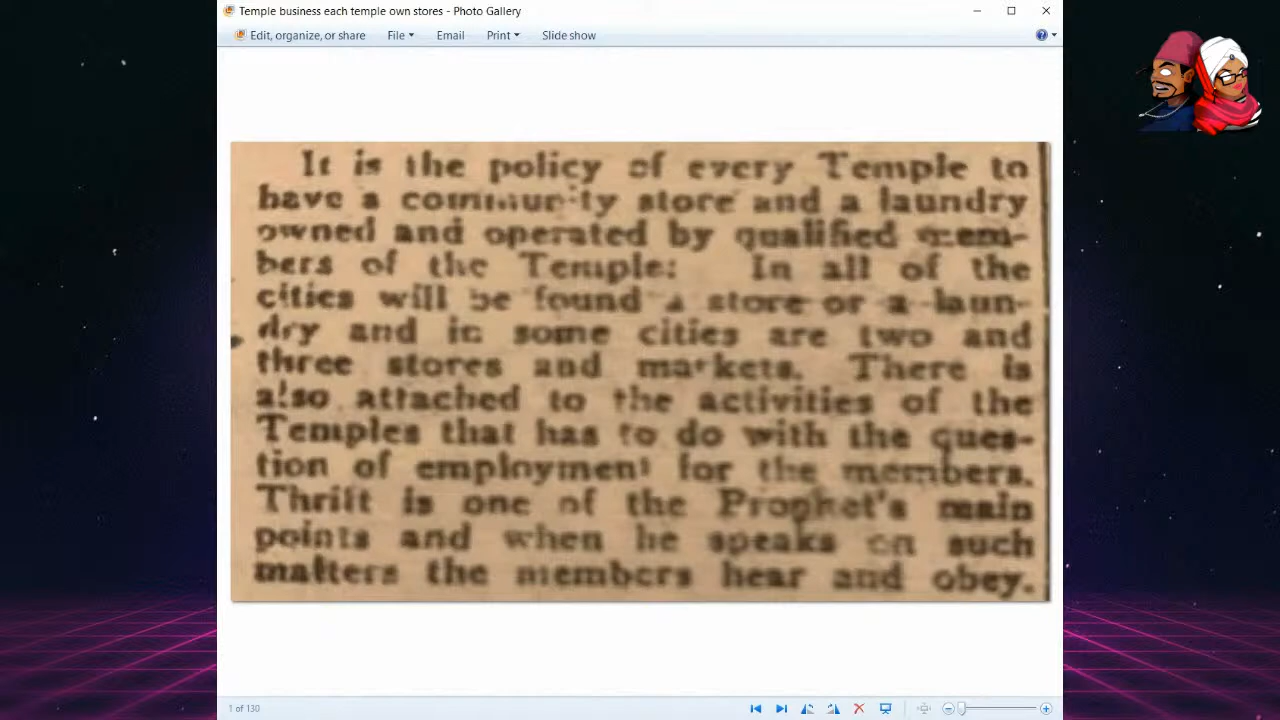 Temple business each temple own stores - Photo Gallery
Edit, organize, or share File Email Print Slide show
It is the policy of every Temple to
have a community store and a laundry
owned and operated by qualified mem-
bers of the Temple: In all of the
cities will be found a store or a laun-
dry and in some cities are two and
three stores and markets. There is
also attached to the activities of the
Temples that has to do with the ques-
tion of employment for the members.
Thrift is one of the Prophet's main
points and when he speaks on such
matters the members hear and obey.
1 of 130